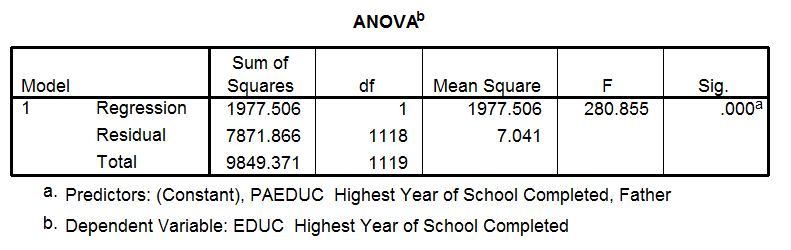 ANOVAb
Model Sum of Squares df Mean Square F Sig.
1 Regression 1977.506 1 1977.506 280.855 .000a
Residual 7871.866 1118 7.041
Total 9849.371 1119
a. Predictors: (Constant), PAEDUC Highest Year of School Completed, Father
b. Dependent Variable: EDUC Highest Year of School Completed